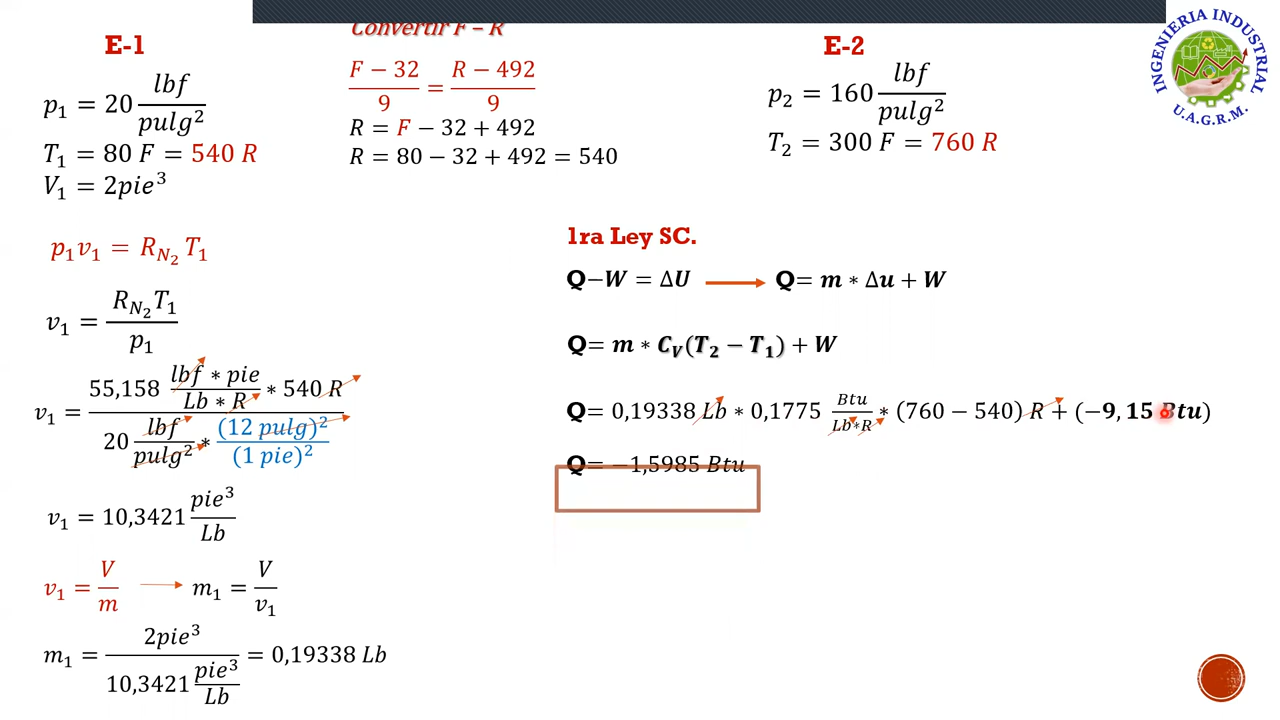 Convertir F – R
E-1
E-2
p₁ = 20 lbf/pulg²
T₁ = 80 F = 540 R
V₁ = 2pie³
(F − 32)/9 = (R − 492)/9
R = F − 32 + 492
R = 80 − 32 + 492 = 540
p₂ = 160 lbf/pulg²
T₂ = 300 F = 760 R
INGENIERIA INDUSTRIAL
U.A.G.R.M.
p₁v₁ = R_N₂ T₁
v₁ = R_N₂T₁/p₁
v₁ = (55,158 (lbf * pie)/(Lb * R) * 540 R)/(20 lbf/pulg² * (12 pulg)²/(1 pie)²)
v₁ = 10,3421 pie³/Lb
v₁ = V/m → m₁ = V/v₁
m₁ = 2pie³/(10,3421 pie³/Lb) = 0,19338 Lb
1ra Ley SC.
Q−W = ΔU → Q= m * Δu + W
Q= m * C_V(T₂ − T₁) + W
Q= 0,19338 Lb * 0,1775 Btu/(Lb*R) * (760 − 540) R + (−9,15 Btu)
Q= −1,5985 Btu